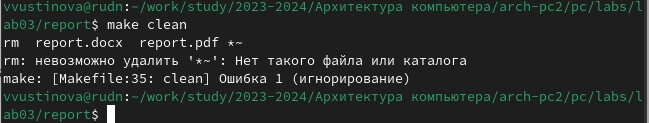 vvustinova@rudn:~/work/study/2023-2024/Архитектура компьютера/arch-pc2/pc/labs/l
ab03/report$ make clean
rm  report.docx  report.pdf *~
rm: невозможно удалить '*~': Нет такого файла или каталога
make: [Makefile:35: clean] Ошибка 1 (игнорирование)
vvustinova@rudn:~/work/study/2023-2024/Архитектура компьютера/arch-pc2/pc/labs/l
ab03/report$